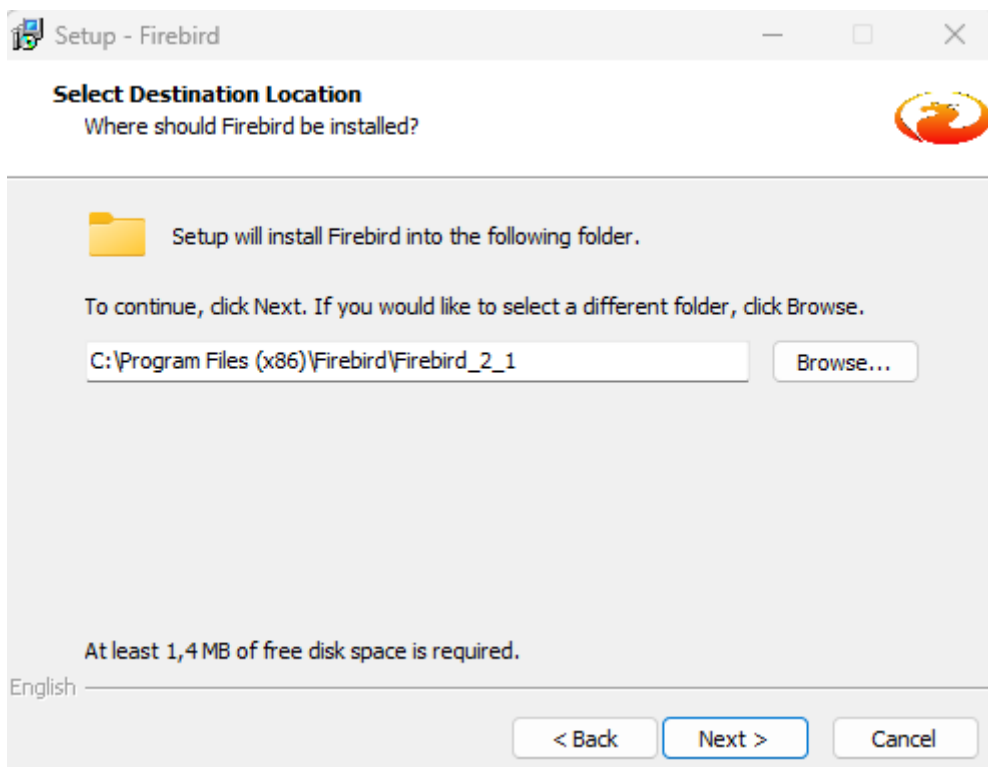 Setup - Firebird
Select Destination Location
Where should Firebird be installed?
Setup will install Firebird into the following folder.
To continue, click Next. If you would like to select a different folder, click Browse.
C:\Program Files (x86)\Firebird\Firebird_2_1
Browse...
At least 1,4 MB of free disk space is required.
English
< Back
Next >
Cancel